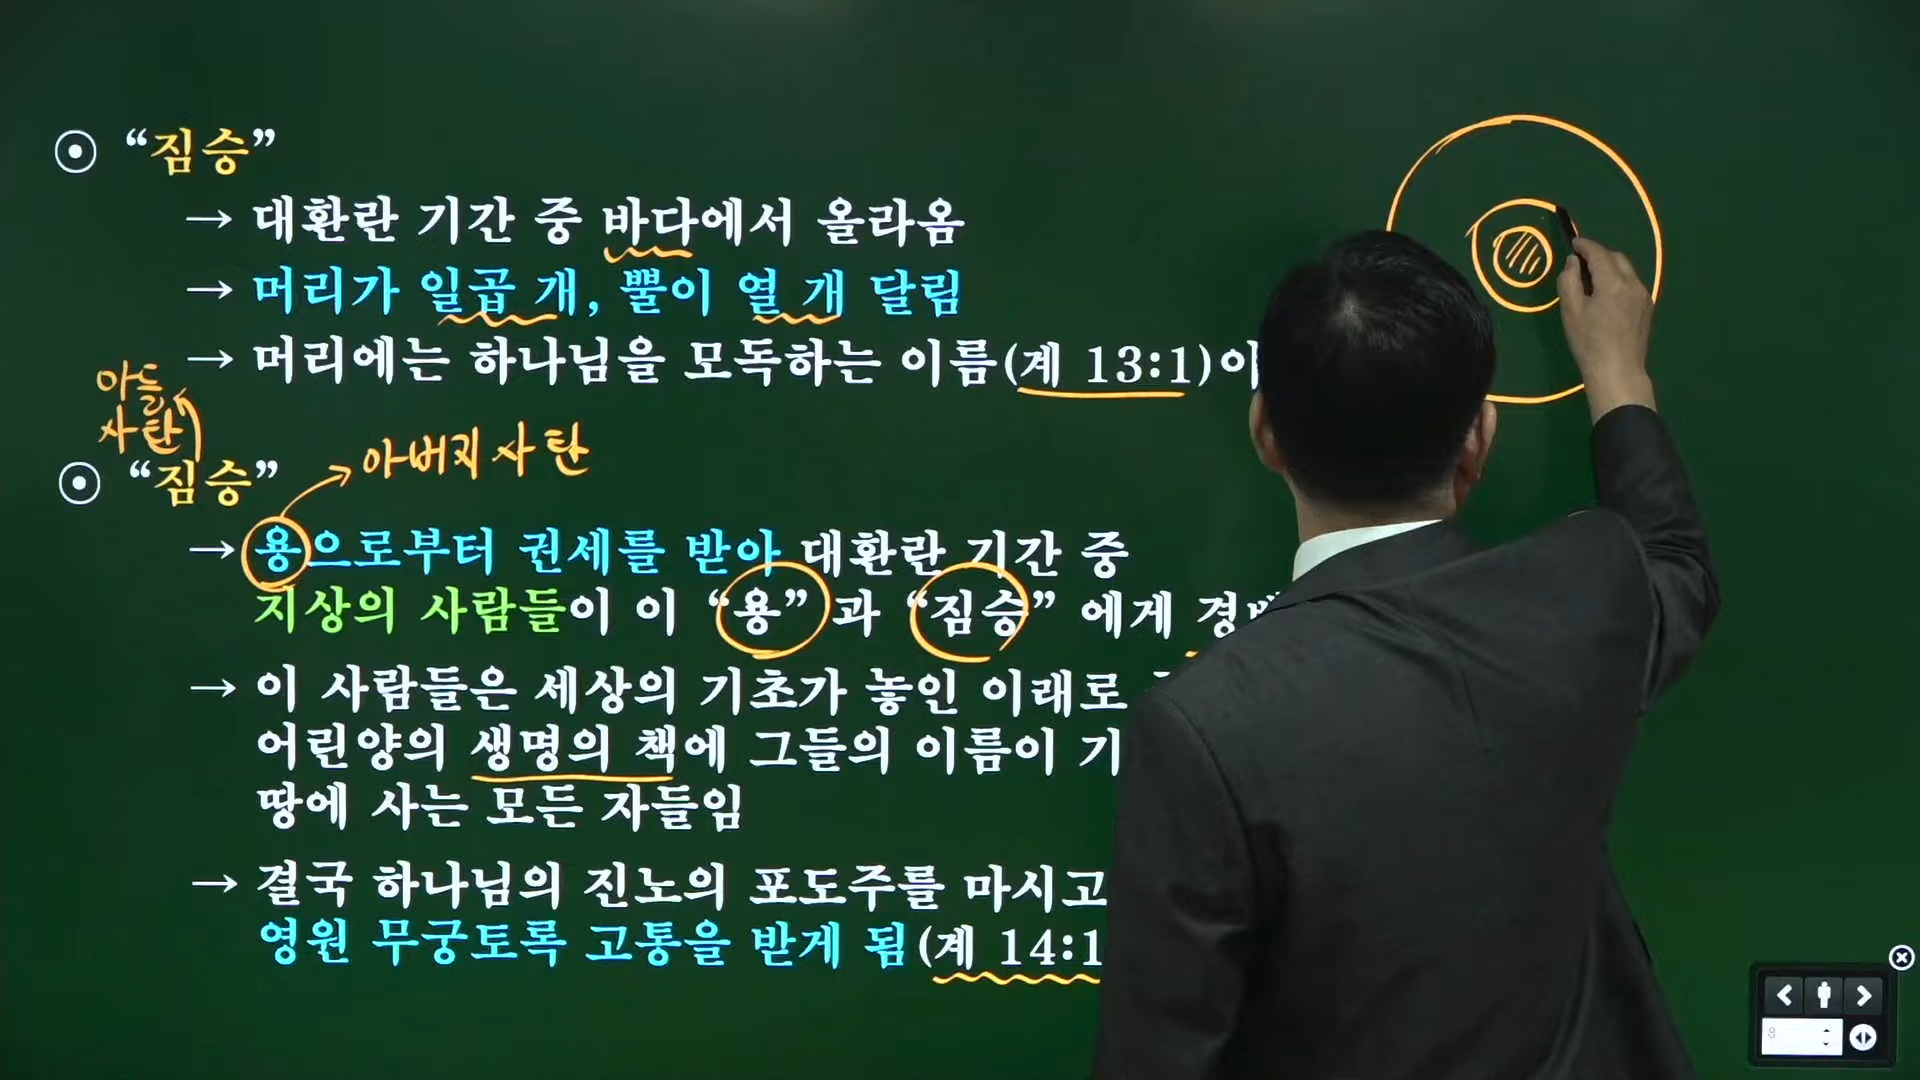 ⊙ “짐승”
→ 대환란 기간 중 바다에서 올라옴
→ 머리가 일곱 개, 뿔이 열 개 달림
→ 머리에는 하나님을 모독하는 이름(계 13:1)이
아들
사탄
⊙ “짐승”
아버지 사탄
→ 용으로부터 권세를 받아 대환란 기간 중
지상의 사람들이 이 “용”과 “짐승”에게
→ 이 사람들은 세상의 기초가 놓인 이래로
어린양의 생명의 책에 그들의 이름이
땅에 사는 모든 자들임
→ 결국 하나님의 진노의 포도주를 마시고
영원 무궁토록 고통을 받게 됨(계 14:1